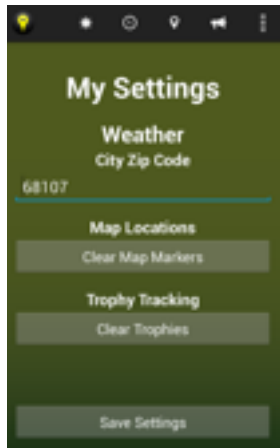 My Settings
Weather
City Zip Code
68107
Map Locations
Clear Map Markers
Trophy Tracking
Clear Trophies
Save Settings